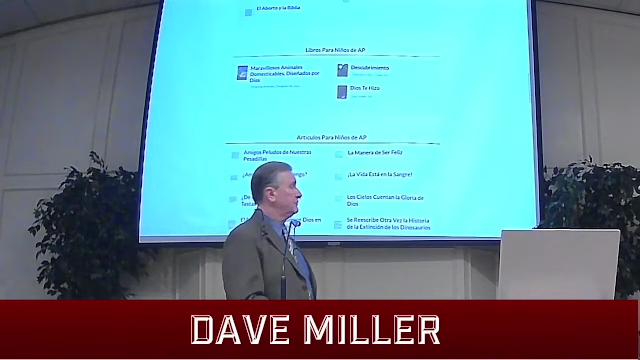 El Aborto y la Biblia
Libros Para Niños de AP
Maravillosos Animales
Domesticables, Diseñados por
Dios
Descubrimiento
Dios Te Hizo
Artículos Para Niños de AP
Amigos Peludos de Nuestras
Pesadillas
La Manera de Ser Feliz
¿La Vida Está en la Sangre?
Los Cielos Cuentan la Gloria de
Dios
Dios en
Se Reescribe Otra Vez la Historia
de la Extinción de los Dinosaurios
DAVE MILLER